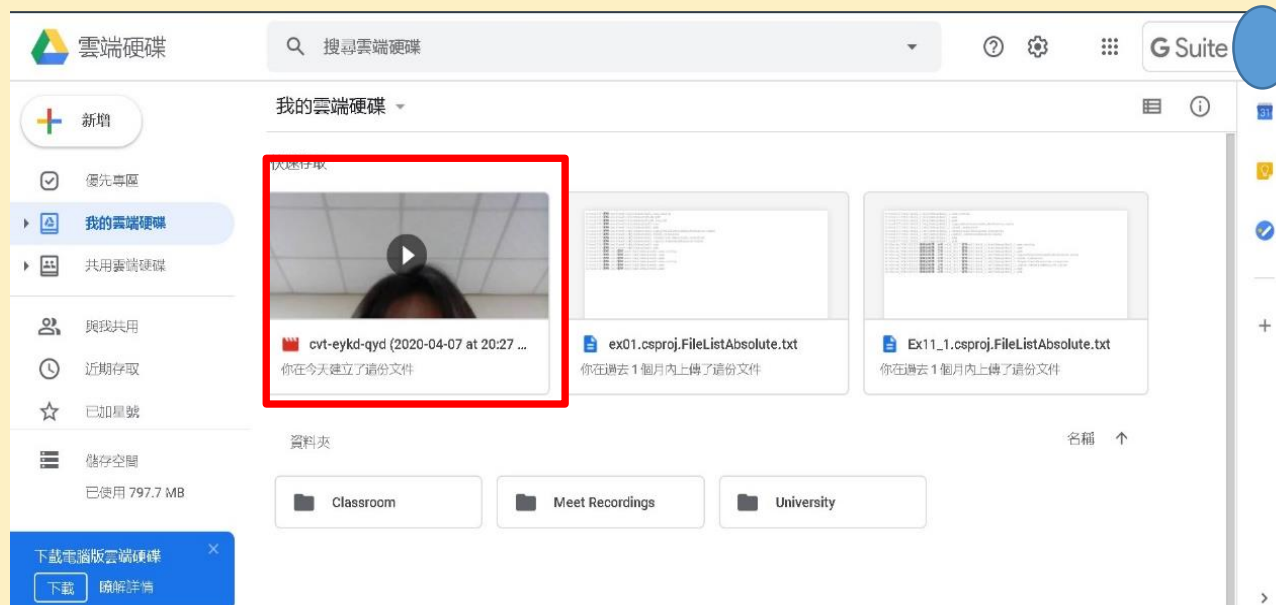 雲端硬碟
搜尋雲端硬碟
G Suite
新增
我的雲端硬碟
31
快速存取
優先專區
我的雲端硬碟
共用雲端硬碟
與我共用
近期存取
已加星號
儲存空間
已使用 797.7 MB
cvt-eykd-qyd (2020-04-07 at 20:27 ...
你在今天建立了這份文件
ex01.csproj.FileListAbsolute.txt
你在過去 1 個月內上傳了這份文件
Ex11_1.csproj.FileListAbsolute.txt
你在過去 1 個月內上傳了這份文件
資料夾
名稱
Classroom
Meet Recordings
University
下載電腦版雲端硬碟
下載
瞭解詳情